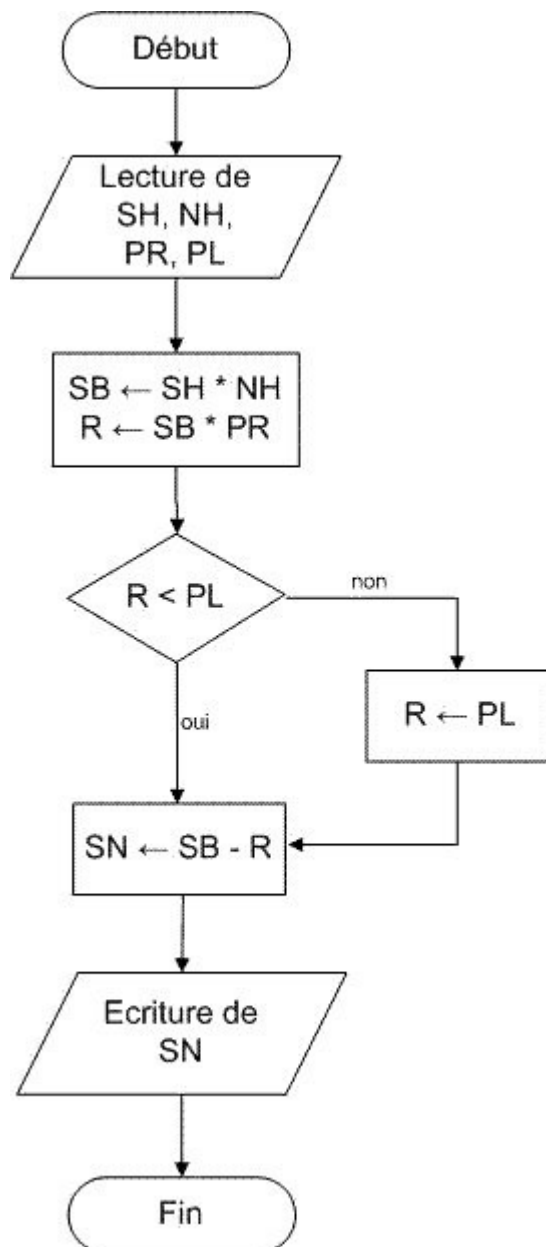 Début
Lecture de
SH, NH,
PR, PL
SB ← SH * NH
R ← SB * PR
R < PL
non
oui
R ← PL
SN ← SB - R
Ecriture de
SN
Fin